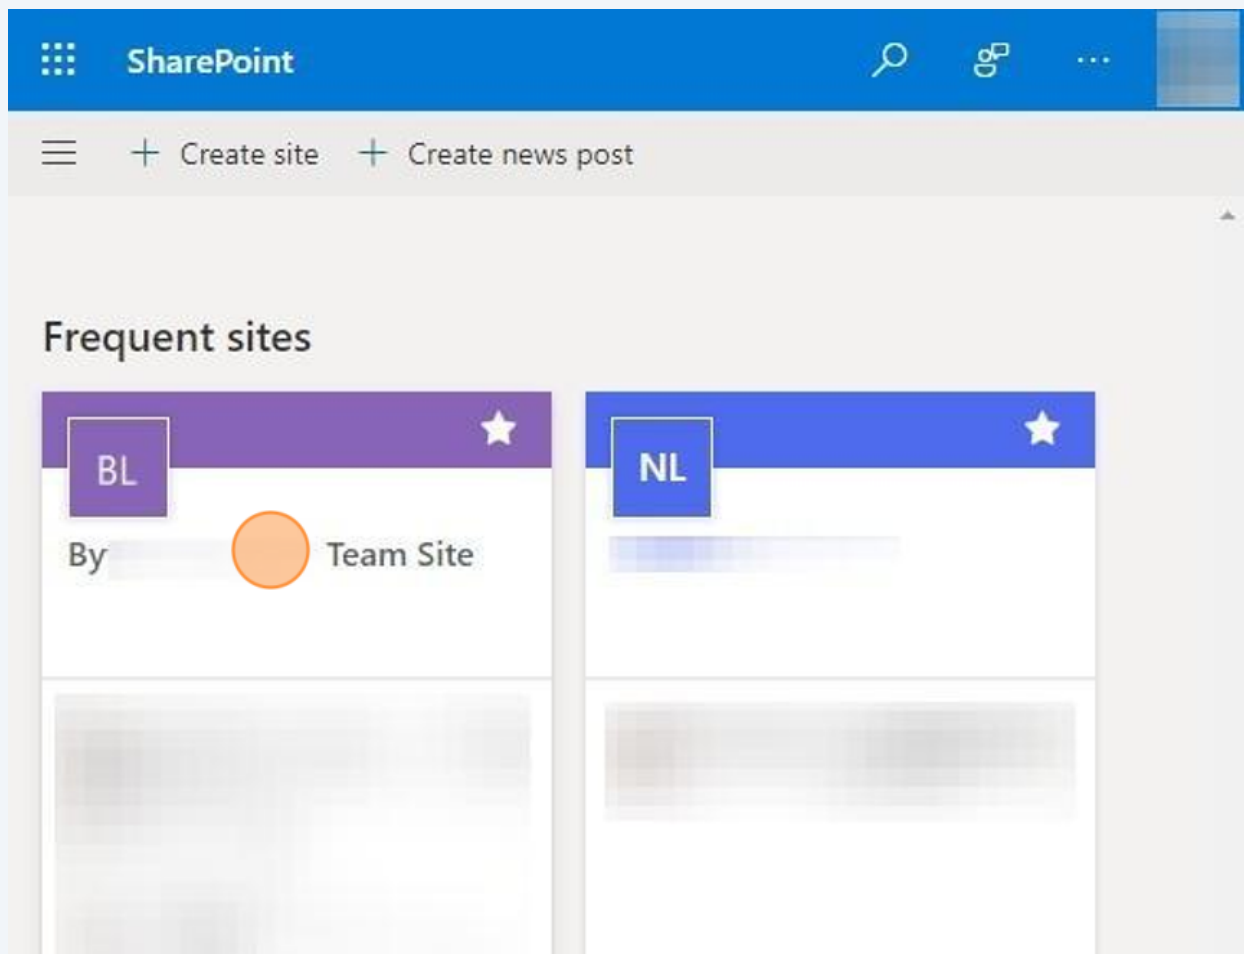 SharePoint
Create site Create news post
Frequent sites
BL
NL
By Team Site